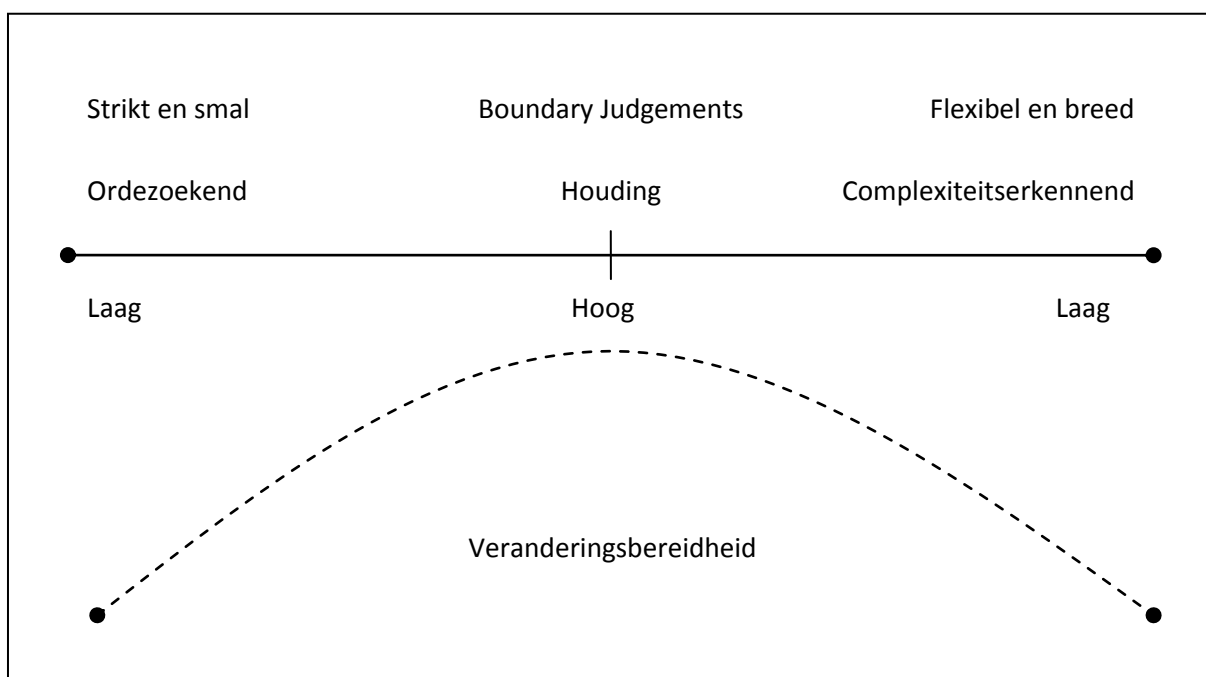 Strikt en smal Boundary Judgements Flexibel en breed
Ordezoekend Houding Complexiteitserkennend
Laag Hoog Laag
Veranderingsbereidheid